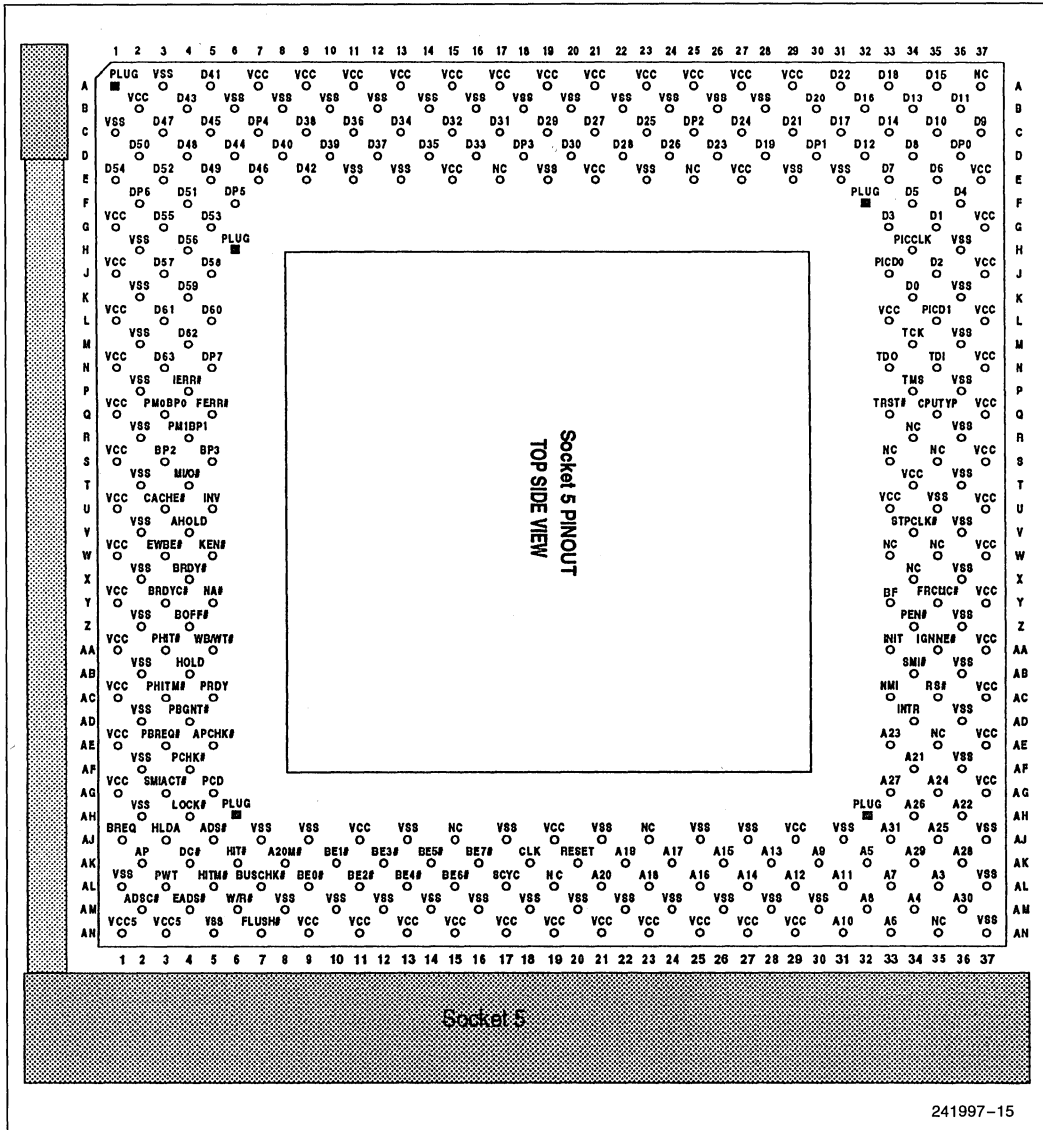 1 2 3 4 5 6 7 8 9 10 11 12 13 14 15 16 17 18 19 20 21 22 23 24 25 26 27 28 29 30 31 32 33 34 35 36 37
A PLUG VSS D41 VCC VCC VCC VCC VCC VCC VCC VCC VCC VCC VCC VCC D22 D18 D15 NC A
B VCC D43 VSS VSS VSS VSS VSS VSS VSS VSS VSS VSS VSS VSS D20 D16 D13 D11 B
C VSS D47 D45 DP4 D38 D36 D34 D32 D31 D29 D27 D25 DP2 D24 D21 D17 D14 D10 D9 C
D D50 D48 D44 D40 D39 D37 D35 D33 DP3 D30 D28 D26 D23 D19 DP1 D12 D8 DP0 D
E D54 D52 D49 D46 D42 VSS VSS VCC NC VSS VCC VSS NC VCC VSS VSS D7 D6 VCC E
F DP6 D51 DP5 PLUG D5 D4 F
G VCC D55 D53 D3 D1 VCC G
H VSS D56 PLUG PICCLK VSS H
J VCC D57 D58 PICD0 D2 VCC J
K VSS D59 D0 VSS K
L VCC D61 D60 VCC PICD1 VCC L
M VSS D62 TCK VSS M
N VCC D63 DP7 TDO TDI VCC N
P VSS IERR# TMS VSS P
Q VCC PM0BP0 FERR# TRST# CPUTYP VCC Q
R VSS PM1BP1 NC VSS R
S VCC BP2 BP3 NC NC VCC S
T VSS M/IO# VCC VSS T
U VCC CACHE# INV VCC VSS VCC U
V VSS AHOLD STPCLK# VSS V
W VCC EWBE# KEN# NC NC VCC W
X VSS BRDY# NC VSS X
Y VCC BRDYC# NA# BF FRCMC# VCC Y
Z VSS BOFF# PEN# VSS Z
AA VCC PHIT# WB/WT# INIT IGNNE# VCC AA
AB VSS HOLD SMI# VSS AB
AC VCC PHITM# PRDY NMI RS# VCC AC
AD VSS PBGNT# INTR VSS AD
AE VCC PBREQ# APCHK# A23 NC VCC AE
AF VSS PCHK# A21 VSS AF
AG VCC SMIACT# PCD A27 A24 VCC AG
AH VSS LOCK# PLUG PLUG A26 A22 AH
AJ BREQ HLDA ADS# VSS VSS VCC VSS NC VSS VCC VSS NC VSS VSS VCC VSS A31 A25 VSS AJ
AK AP DC# HIT# A20M# BE1# BE3# BE5# BE7# CLK RESET A19 A17 A15 A13 A9 A5 A29 A28 AK
AL VSS PWT HITM# BUSCHK# BE0# BE2# BE4# BE6# SCYC NC A20 A18 A16 A14 A12 A11 A7 A3 VSS AL
AM ADSC# EADS# W/R# VSS VSS VSS VSS VSS VSS VSS VSS VSS VSS VSS VSS A8 A4 A30 AM
AN VCC5 VCC5 VSS FLUSH# VCC VCC VCC VCC VCC VCC VCC VCC VCC VCC VCC A10 A6 NC VSS AN
1 2 3 4 5 6 7 8 9 10 11 12 13 14 15 16 17 18 19 20 21 22 23 24 25 26 27 28 29 30 31 32 33 34 35 36 37
Socket 5 PINOUT
TOP SIDE VIEW
Socket 5
241997-15